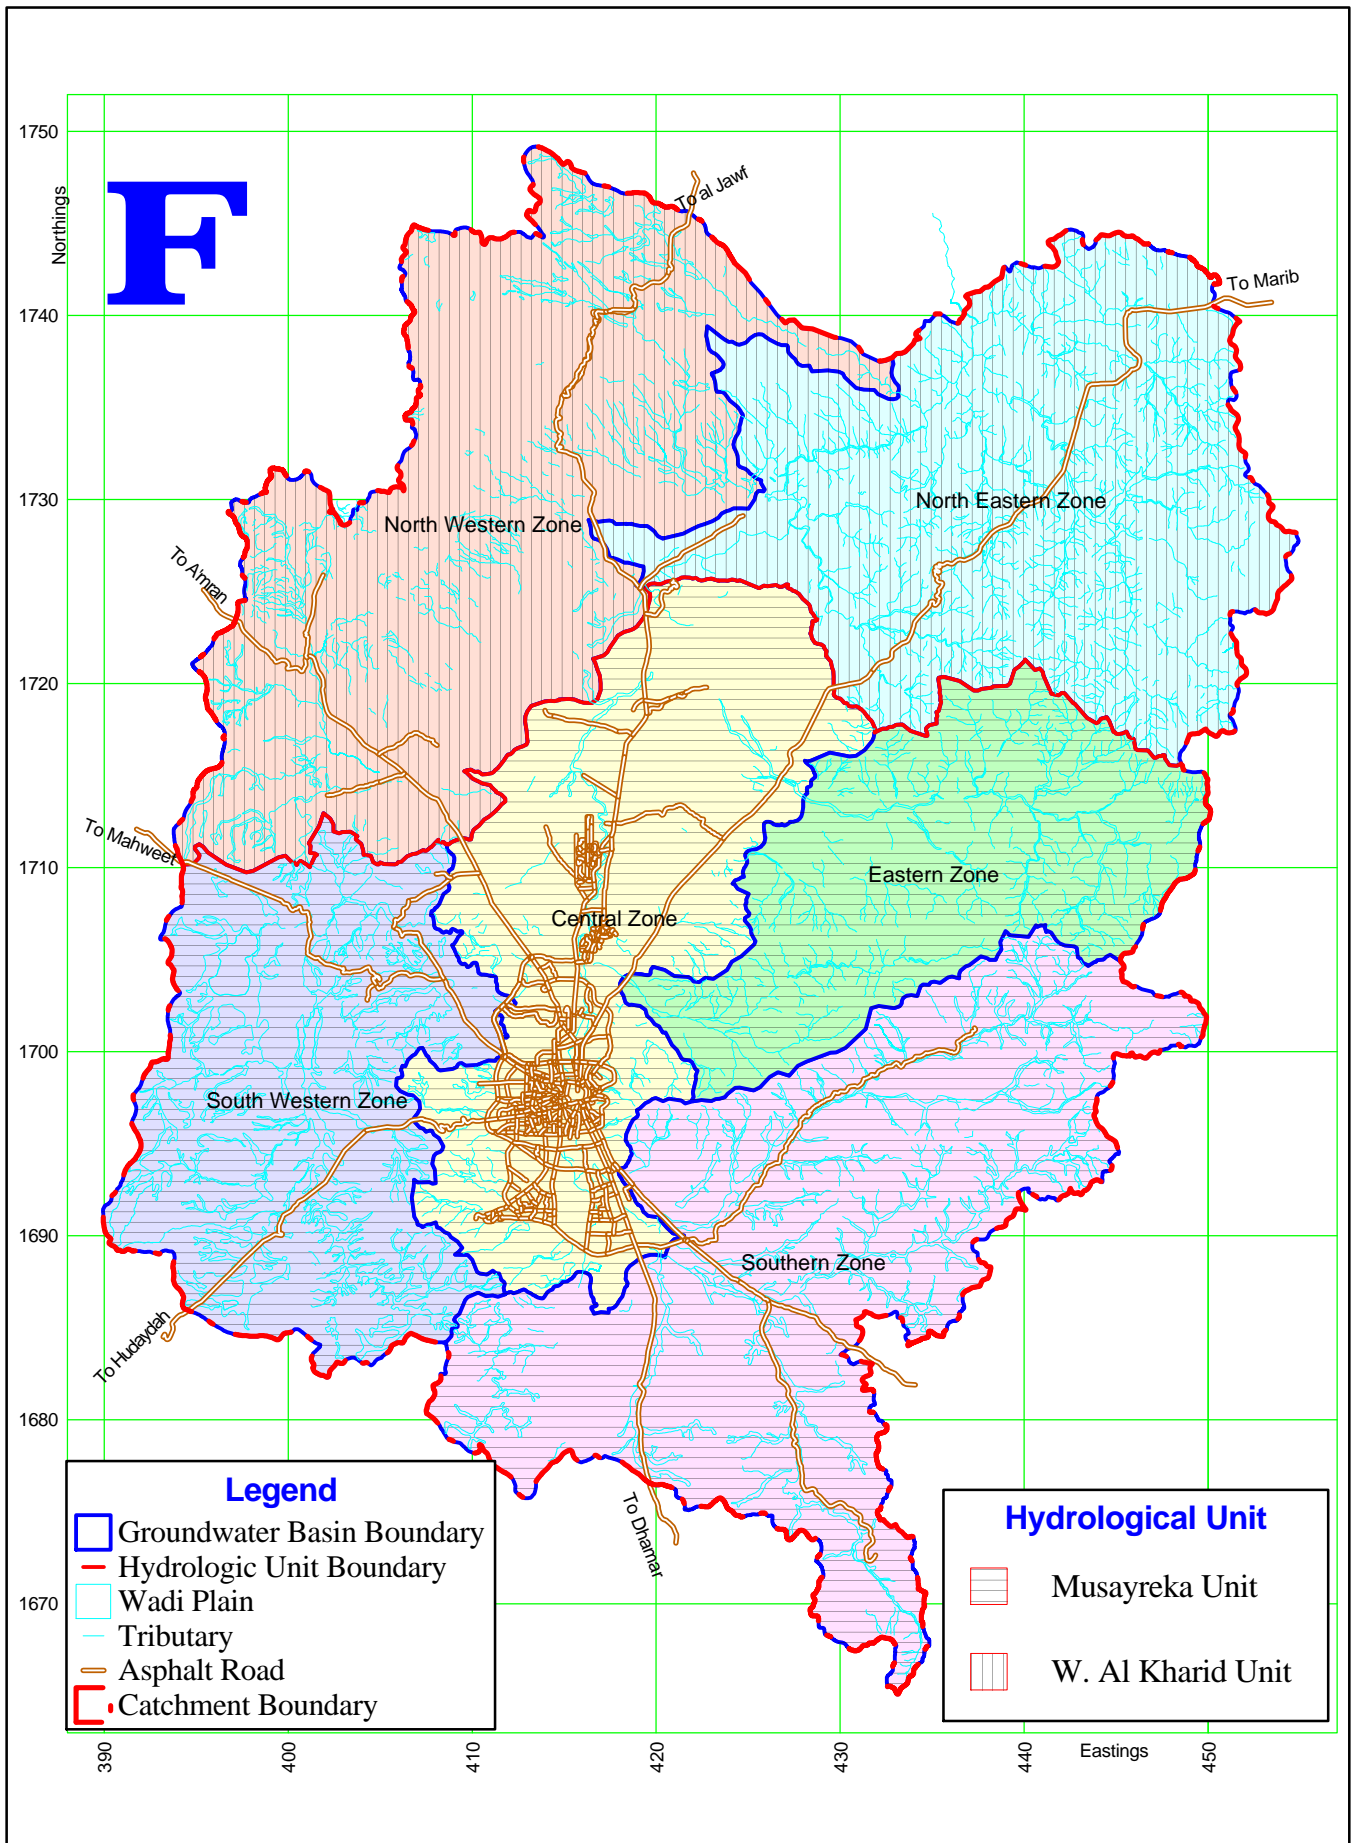 1750
Northings
F
To al Jawf
To Marib
1740
1730
North Western Zone
North Eastern Zone
To A'mran
1720
To Mahweet
1710
Eastern Zone
Central Zone
1700
South Western Zone
1690
Southern Zone
To Hudaydah
1680
To Dhamar
1670
Legend
Groundwater Basin Boundary
Hydrologic Unit Boundary
Wadi Plain
Tributary
Asphalt Road
Catchment Boundary
Hydrological Unit
Musayreka Unit
W. Al Kharid Unit
390
400
410
420
430
440
Eastings
450